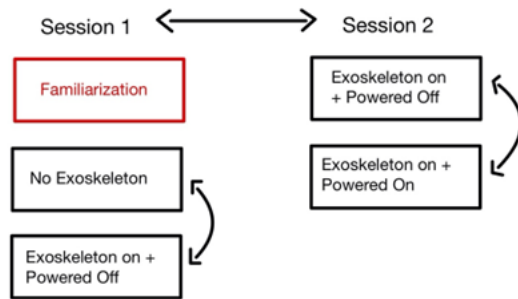 Session 1
Session 2
Familiarization
No Exoskeleton
Exoskeleton on +
Powered Off
Exoskeleton on
+ Powered Off
Exoskeleton on +
Powered On